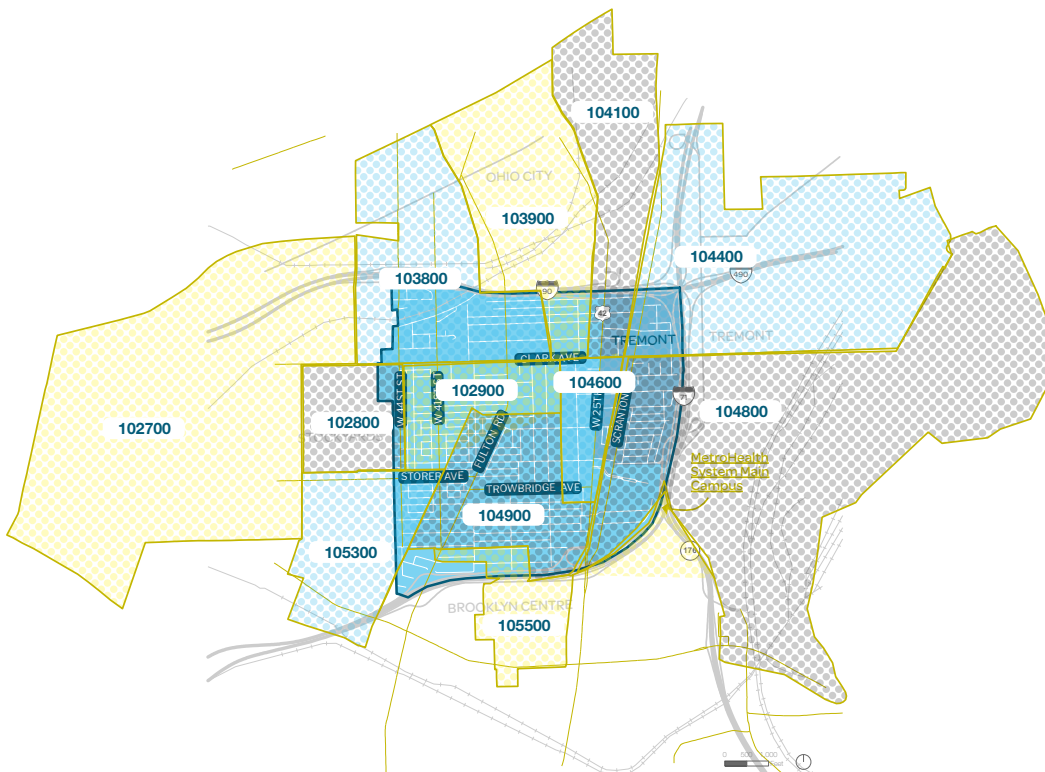 104100
OHIO CITY
103900
104400
103800
490
90
42
TREMONT
TREMONT
CLARK AVE
102900
104600
W 44ST ST
W 41ST ST
W 25TH
SCRANTON
71
104800
102700
102800
STOCKYARDS
FULTON RD
MetroHealth
System Main
Campus
STORER AVE
TROWBRIDGE AVE
104900
105300
176
BROOKLYN CENTRE
105500
0 500 1,000
Feet